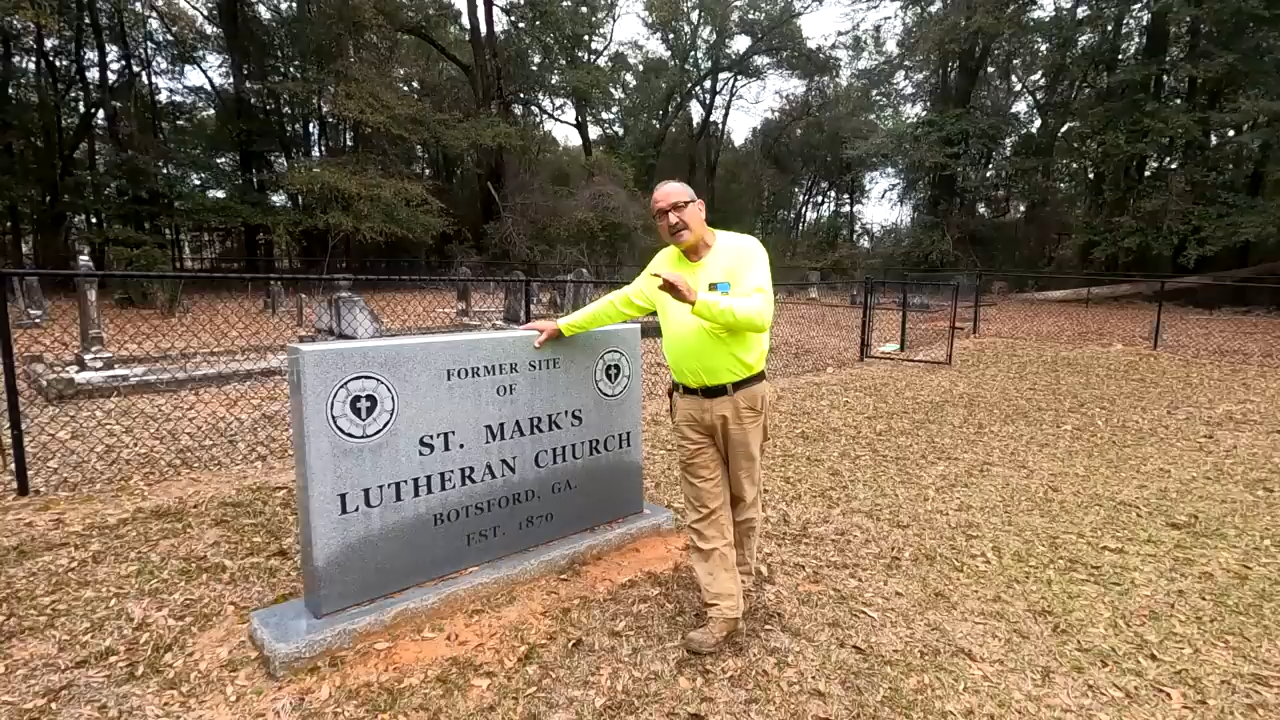 FORMER SITE
OF
ST. MARK'S
LUTHERAN CHURCH
BOTSFORD, GA.
EST. 1870